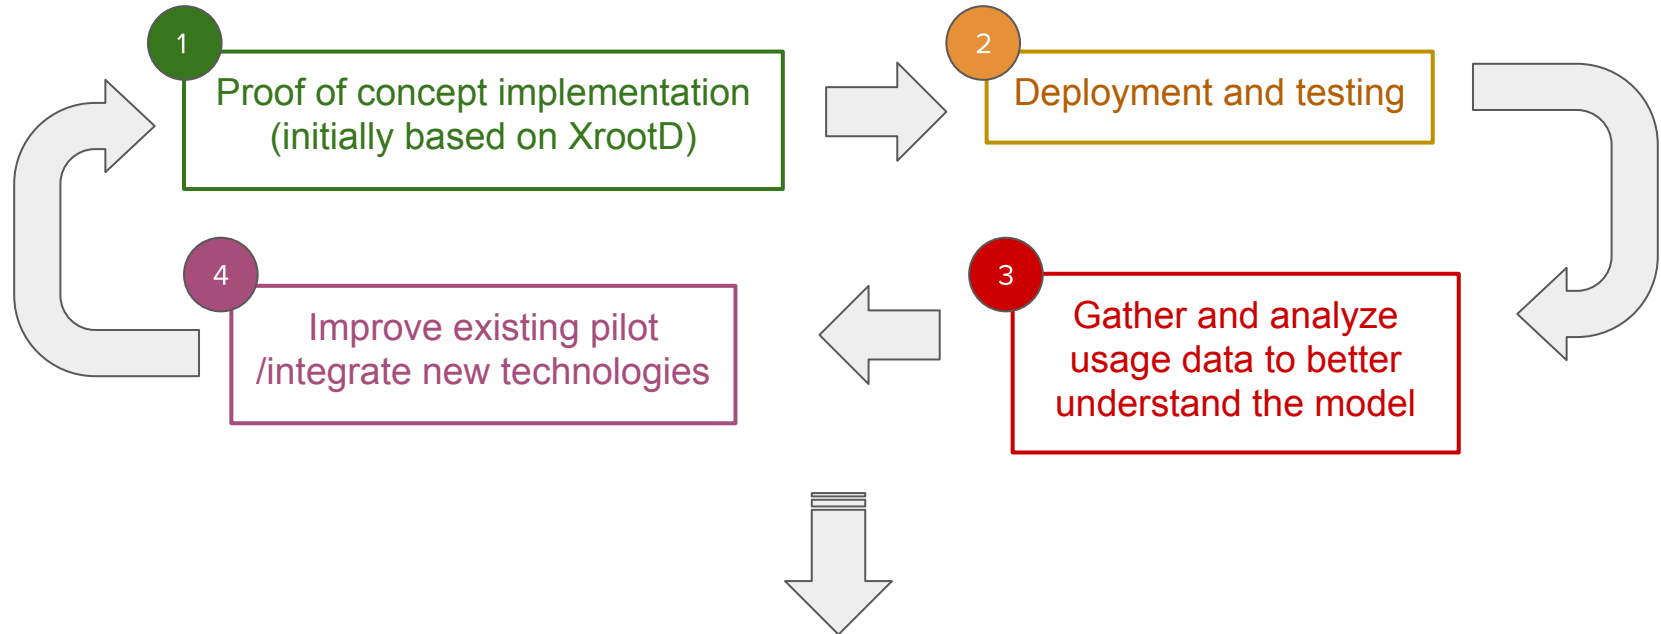 1
Proof of concept implementation
(initially based on XrootD)
2
Deployment and testing
3
Gather and analyze
usage data to better
understand the model
4
Improve existing pilot
/integrate new technologies